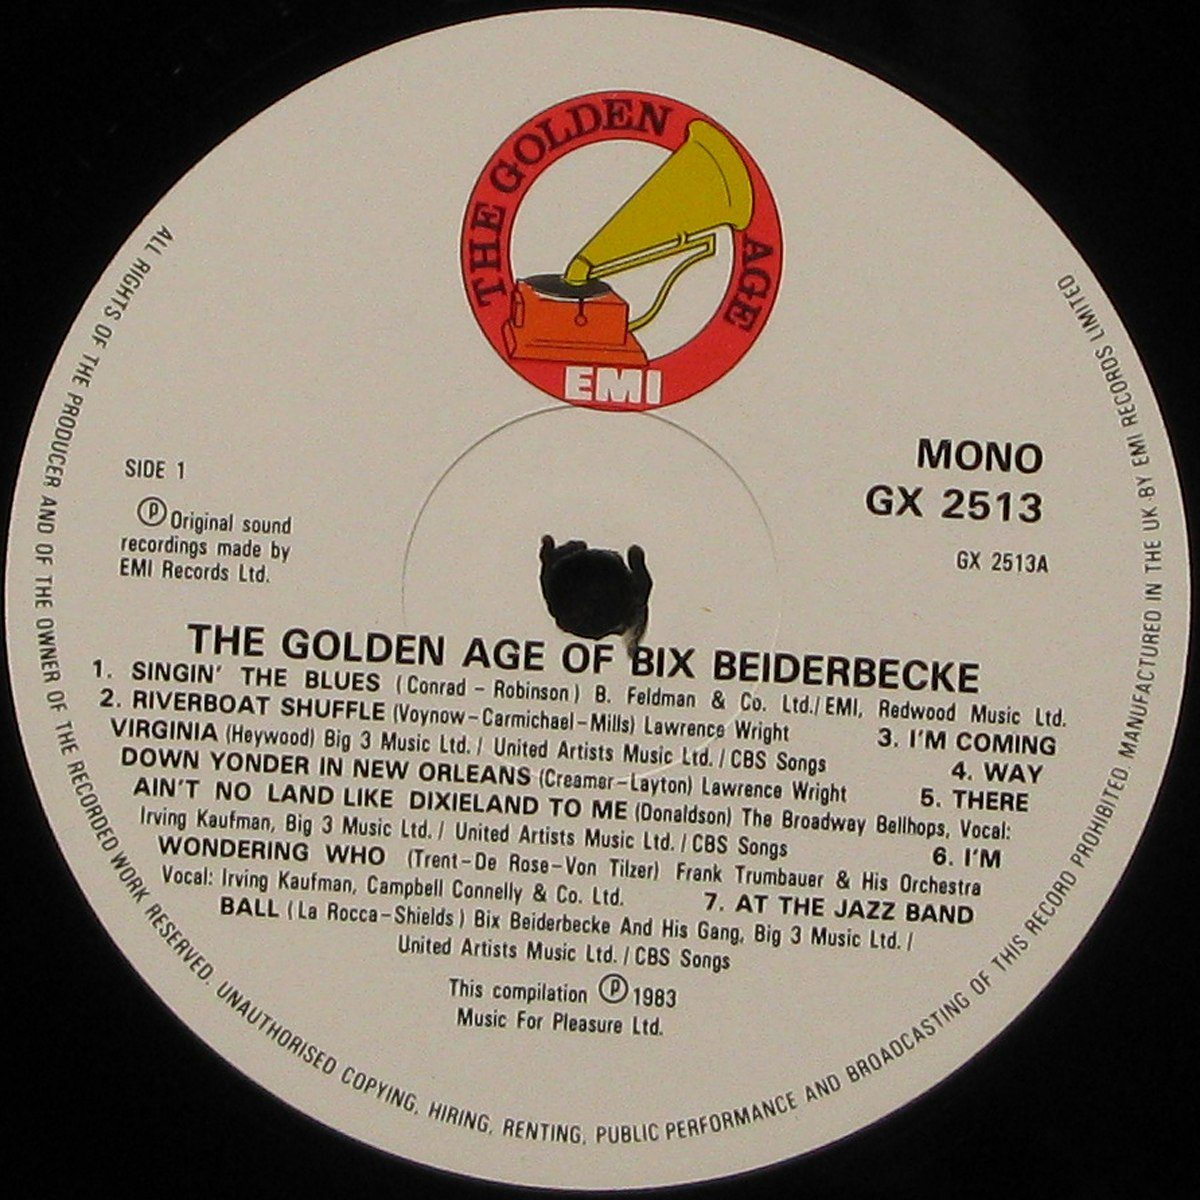 THE GOLDEN AGE
EMI
MONO
GX 2513
GX 2513A
SIDE 1
Ⓟ Original sound
recordings made by
EMI Records Ltd.
THE GOLDEN AGE OF BIX BEIDERBECKE
1. SINGIN' THE BLUES (Conrad - Robinson) B. Feldman & Co. Ltd./EMI, Redwood Music Ltd.
2. RIVERBOAT SHUFFLE (Voynow-Carmichael-Mills) Lawrence Wright 3. I'M COMING
VIRGINIA (Heywood) Big 3 Music Ltd. / United Artists Music Ltd. / CBS Songs 4. WAY
DOWN YONDER IN NEW ORLEANS (Creamer-Layton) Lawrence Wright 5. THERE
AIN'T NO LAND LIKE DIXIELAND TO ME (Donaldson) The Broadway Bellhops, Vocal:
Irving Kaufman, Big 3 Music Ltd. / United Artists Music Ltd. / CBS Songs 6. I'M
WONDERING WHO (Trent-De Rose-Von Tilzer) Frank Trumbauer & His Orchestra
Vocal: Irving Kaufman, Campbell Connelly & Co. Ltd. 7. AT THE JAZZ BAND
BALL (La Rocca-Shields) Bix Beiderbecke And His Gang, Big 3 Music Ltd. /
United Artists Music Ltd. / CBS Songs
This compilation Ⓟ 1983
Music For Pleasure Ltd.
ALL RIGHTS OF THE PRODUCER AND OF THE OWNER OF THE RECORDED WORK RESERVED. UNAUTHORISED COPYING, HIRING, RENTING, PUBLIC PERFORMANCE AND BROADCASTING OF THIS RECORD PROHIBITED. MANUFACTURED IN THE UK BY EMI RECORDS LIMITED